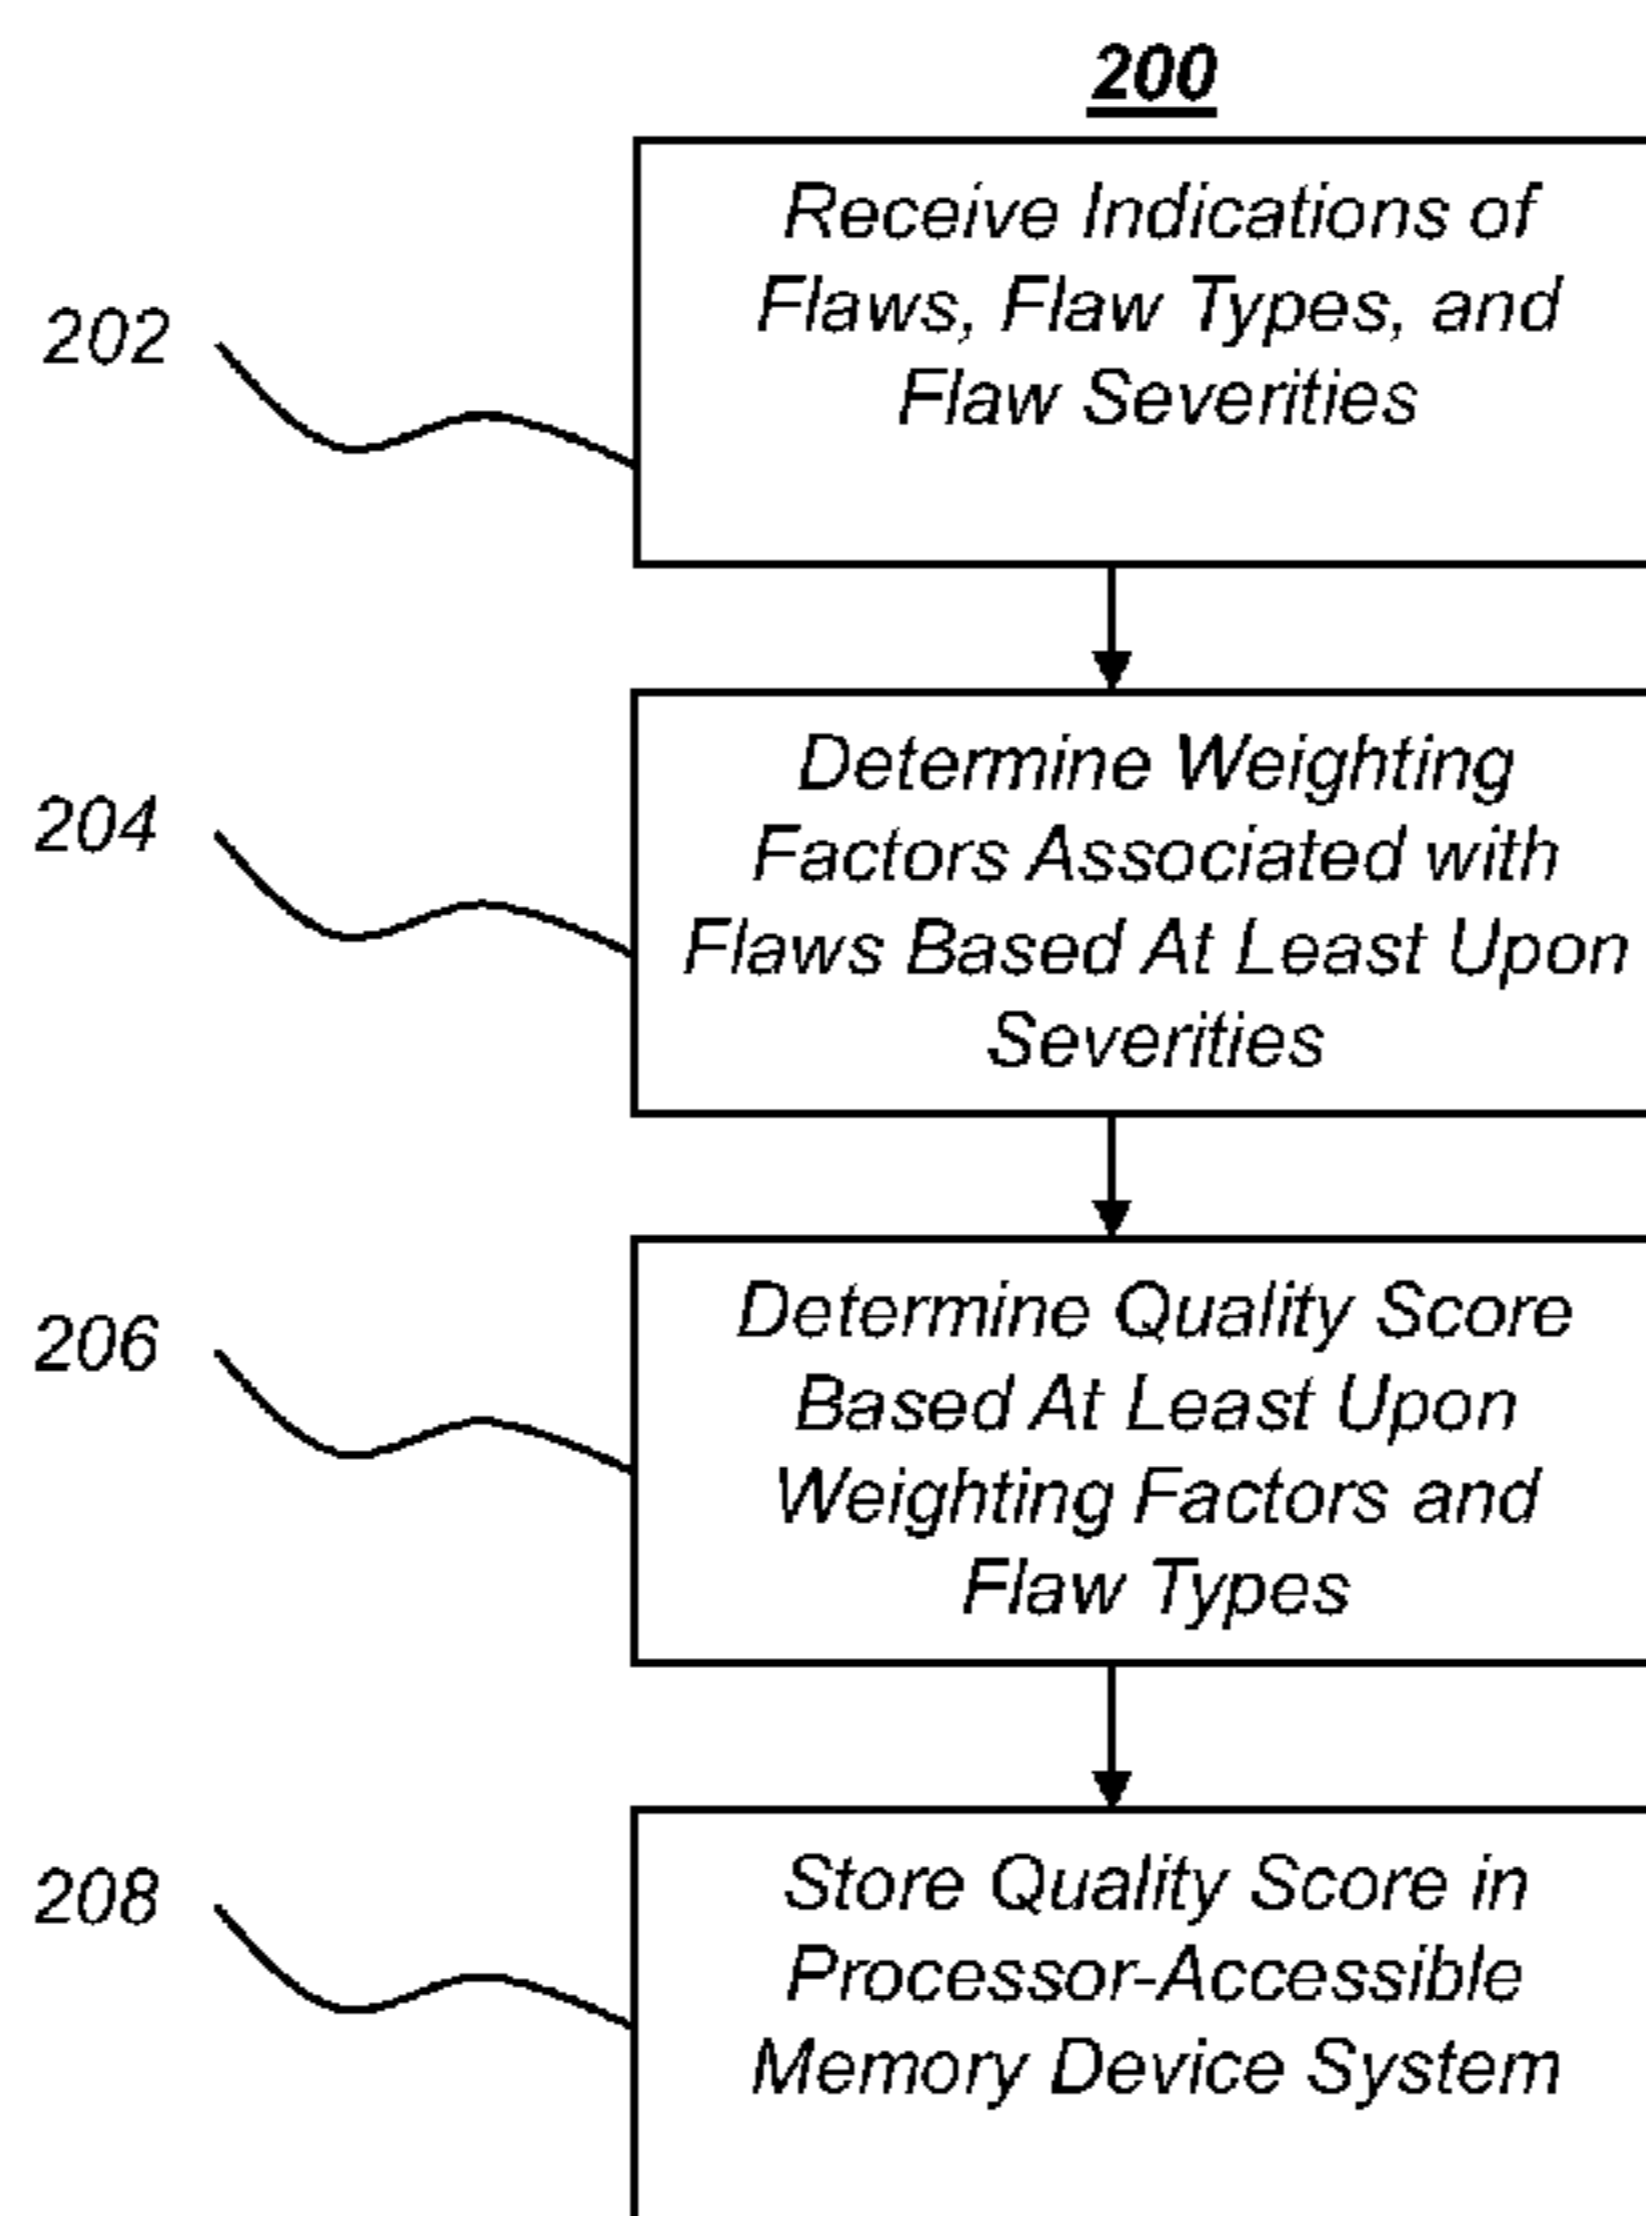 200
202
Receive Indications of
Flaws, Flaw Types, and
Flaw Severities
204
Determine Weighting
Factors Associated with
Flaws Based At Least Upon
Severities
206
Determine Quality Score
Based At Least Upon
Weighting Factors and
Flaw Types
208
Store Quality Score in
Processor-Accessible
Memory Device System